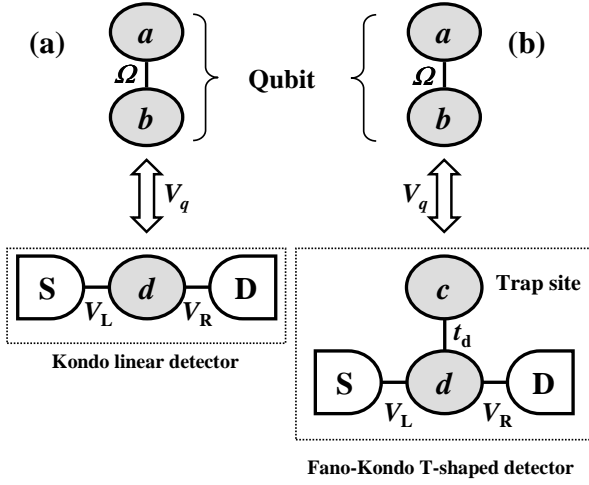 (a)
a
Ω
b
Qubit
V_q
S
d
D
V_L
V_R
Kondo linear detector
(b)
a
Ω
b
V_q
c
Trap site
t_d
S
d
D
V_L
V_R
Fano-Kondo T-shaped detector